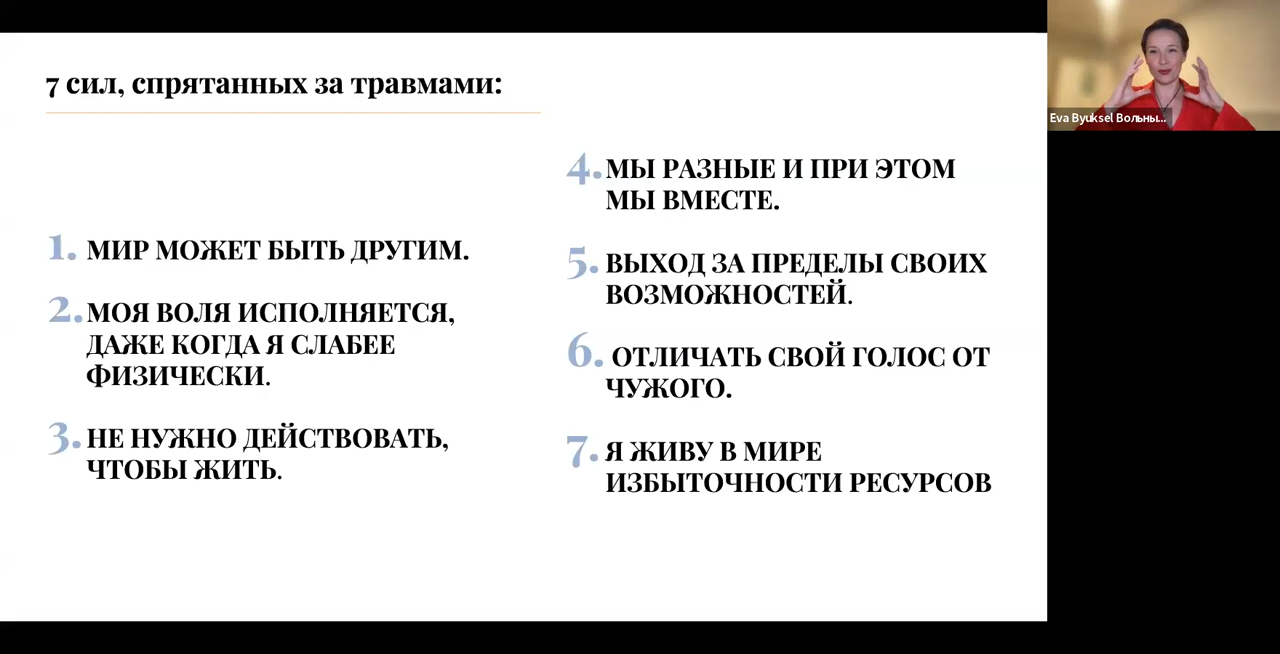 7 сил, спрятанных за травмами:
1. МИР МОЖЕТ БЫТЬ ДРУГИМ.
2. МОЯ ВОЛЯ ИСПОЛНЯЕТСЯ,
ДАЖЕ КОГДА Я СЛАБЕЕ
ФИЗИЧЕСКИ.
3. НЕ НУЖНО ДЕЙСТВОВАТЬ,
ЧТОБЫ ЖИТЬ.
4. МЫ РАЗНЫЕ И ПРИ ЭТОМ
МЫ ВМЕСТЕ.
5. ВЫХОД ЗА ПРЕДЕЛЫ СВОИХ
ВОЗМОЖНОСТЕЙ.
6. ОТЛИЧАТЬ СВОЙ ГОЛОС ОТ
ЧУЖОГО.
7. Я ЖИВУ В МИРЕ
ИЗБЫТОЧНОСТИ РЕСУРСОВ
Eva Byuksel Вольны...